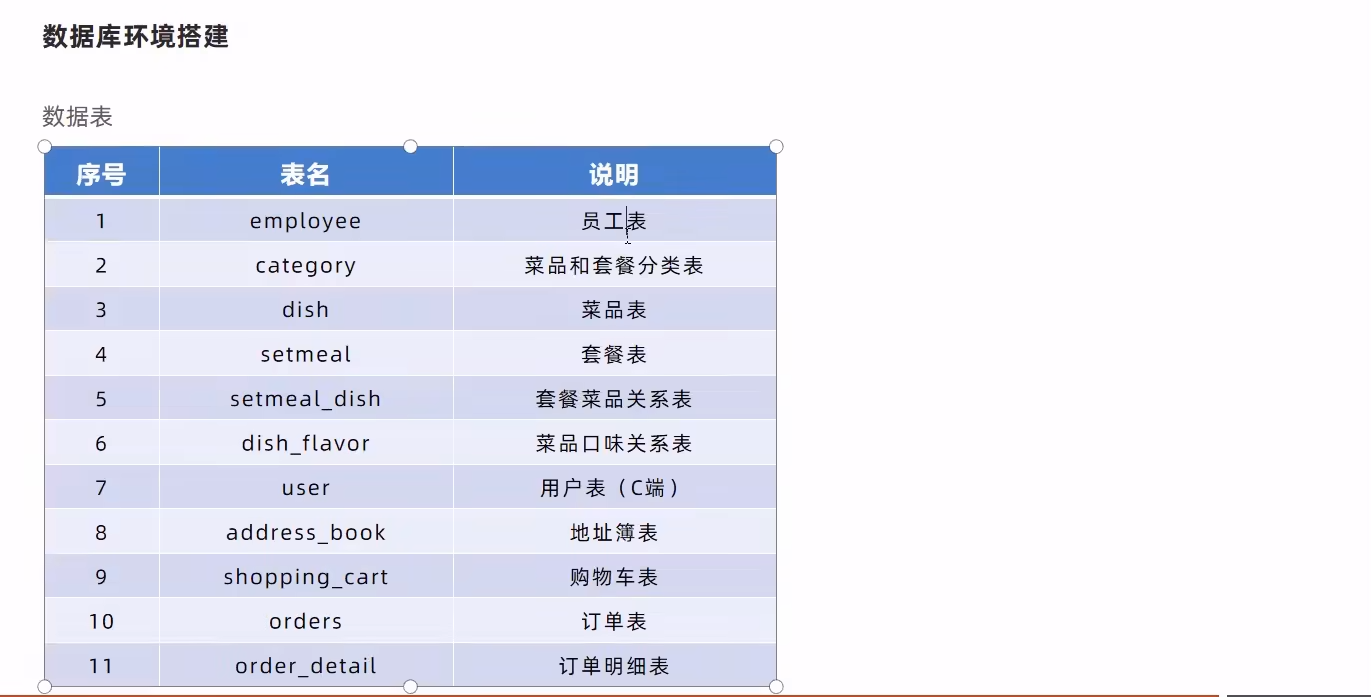 数据库环境搭建
数据表
序号 表名 说明
1 employee 员工表
2 category 菜品和套餐分类表
3 dish 菜品表
4 setmeal 套餐表
5 setmeal_dish 套餐菜品关系表
6 dish_flavor 菜品口味关系表
7 user 用户表（C端）
8 address_book 地址簿表
9 shopping_cart 购物车表
10 orders 订单表
11 order_detail 订单明细表